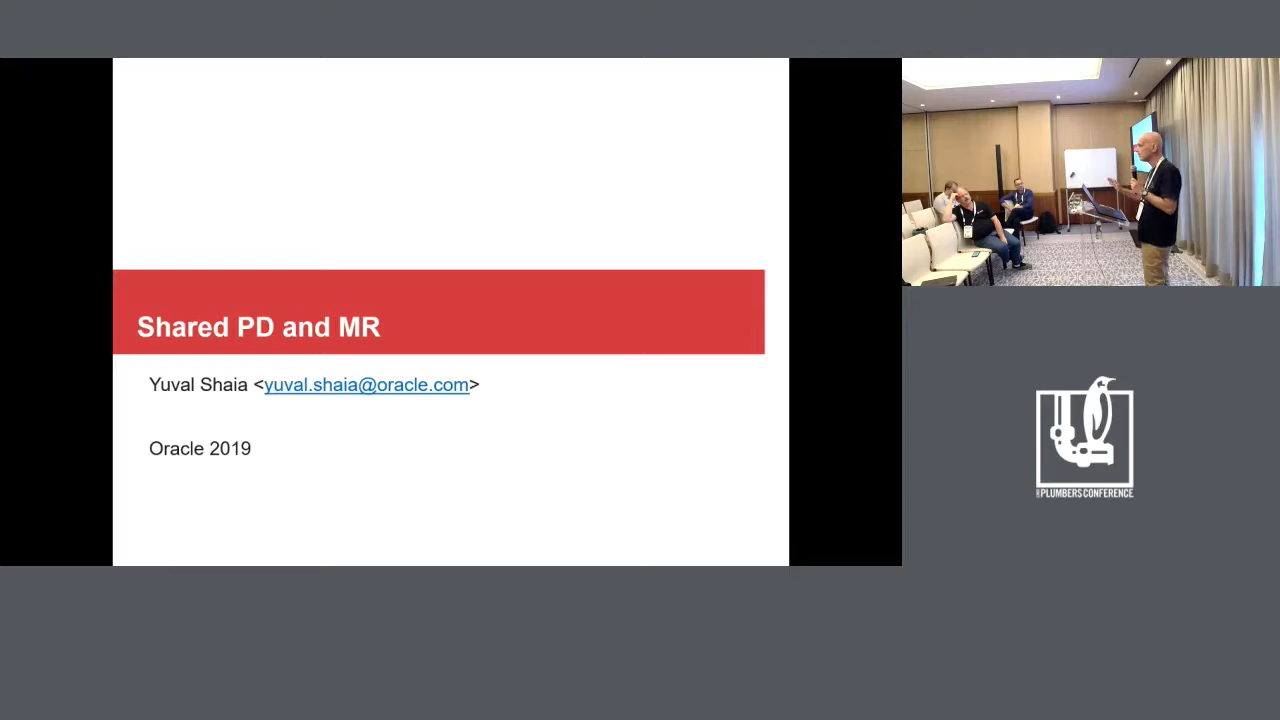 Shared PD and MR
Yuval Shaia <yuval.shaia@oracle.com>
Oracle 2019
PLUMBERS CONFERENCE